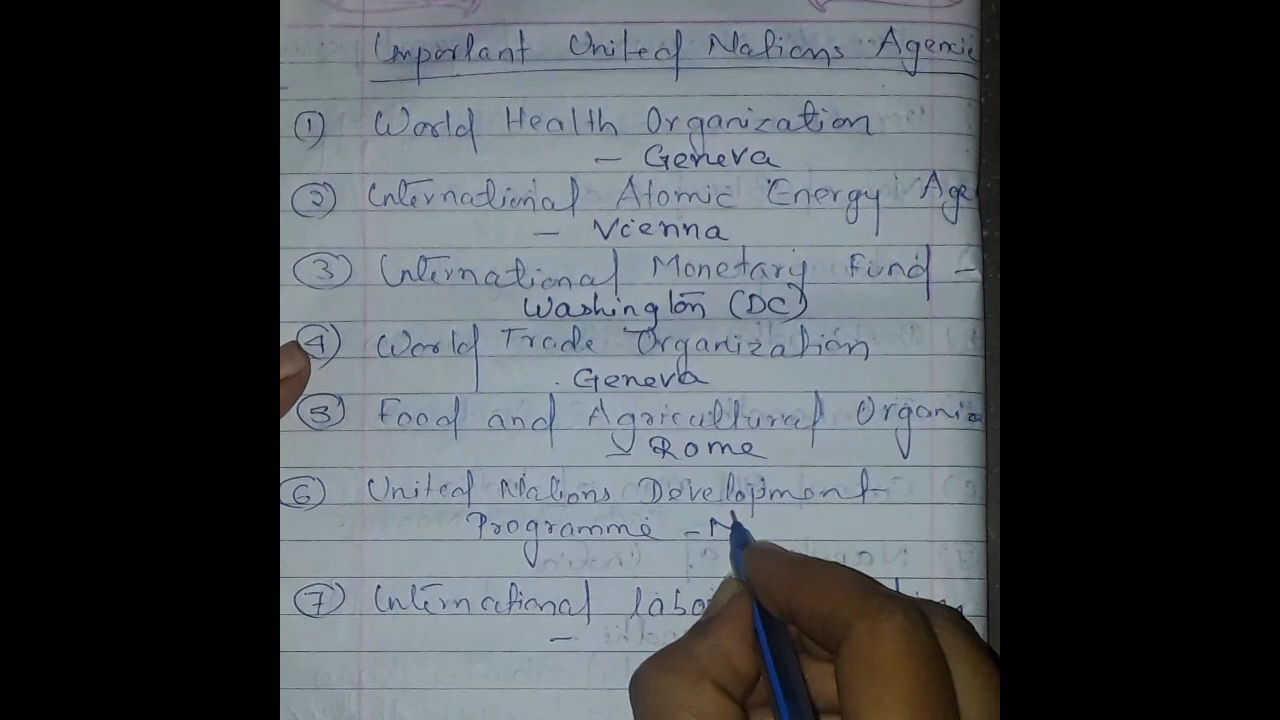 Important United Nations Agencie
① World Health Organization
– Geneva
② International Atomic Energy Age
– Vienna
③ International Monetary Fund –
Washington (DC)
④ World Trade Organization
Geneva
⑤ Food and Agricultural Organiz
– Rome
⑥ United Nations Development
Programme – N
⑦ International labo
–